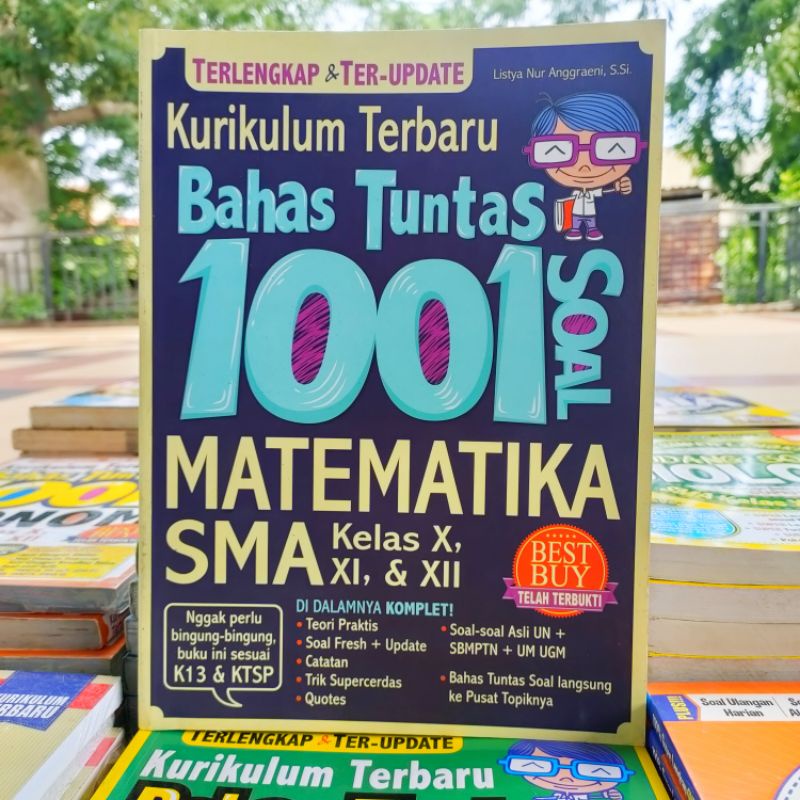 TERLENGKAP & TER-UPDATE
Listya Nur Anggraeni, S.Si.
Kurikulum Terbaru
Bahas Tuntas
1001
SOAL
MATEMATIKA
SMA Kelas X,
XI, & XII
BEST
BUY
TELAH TERBUKTI
Nggak perlu
bingung-bingung,
buku ini sesuai
K13 & KTSP
DI DALAMNYA KOMPLET!
• Teori Praktis
• Soal Fresh + Update
• Catatan
• Trik Supercerdas
• Quotes
• Soal-soal Asli UN +
SBMPTN + UM UGM
• Bahas Tuntas Soal langsung
ke Pusat Topiknya
TERLENGKAP & TER-UPDATE
Kurikulum Terbaru
KURIKULUM
TERBARU
Soal Ulangan
Harian